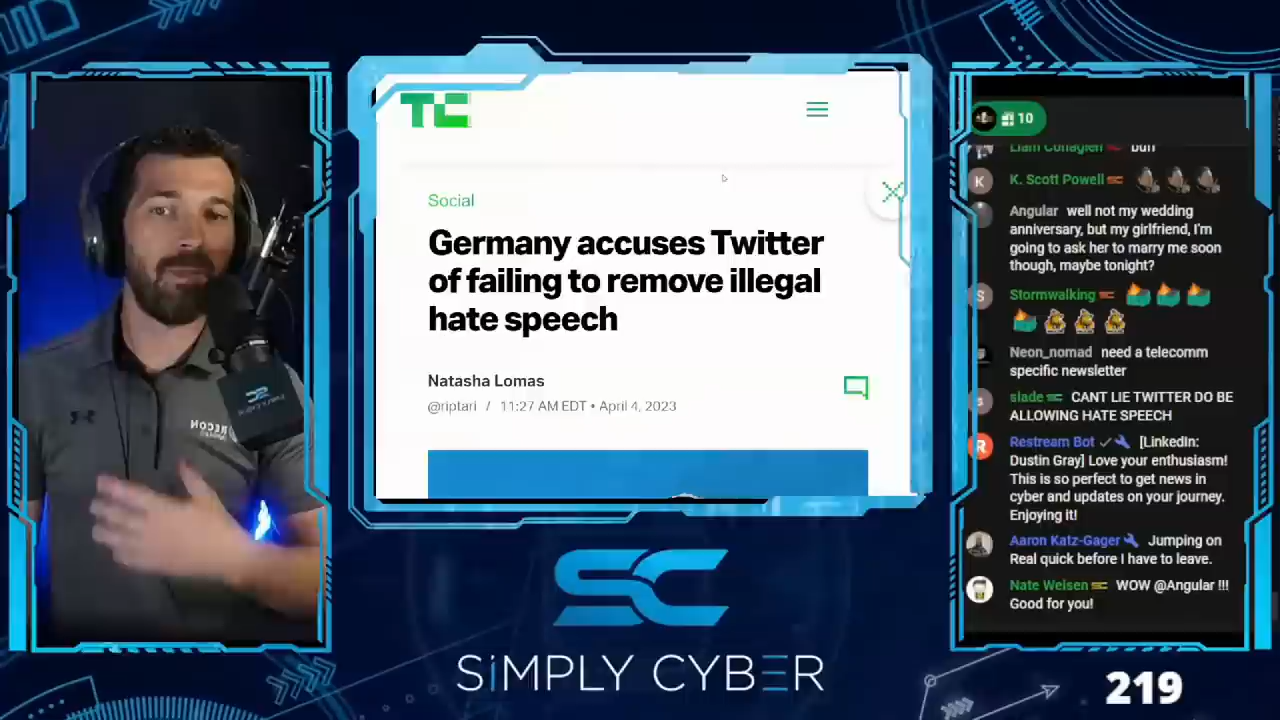 RECON
TC
Social
Germany accuses Twitter
of failing to remove illegal
hate speech
Natasha Lomas
@riptari / 11:27 AM EDT • April 4, 2023
SC
SiMPLY CYBER
10
Liam Conaglen bun
K K. Scott Powell
Angular well not my wedding
anniversary, but my girlfriend, I'm
going to ask her to marry me soon
though, maybe tonight?
S Stormwalking
Neon_nomad need a telecomm
specific newsletter
s slade CANT LIE TWITTER DO BE
ALLOWING HATE SPEECH
R Restream Bot [LinkedIn:
Dustin Gray] Love your enthusiasm!
This is so perfect to get news in
cyber and updates on your journey.
Enjoying it!
Aaron Katz-Gager Jumping on
Real quick before I have to leave.
Nate Weisen WOW @Angular !!!
Good for you!
219